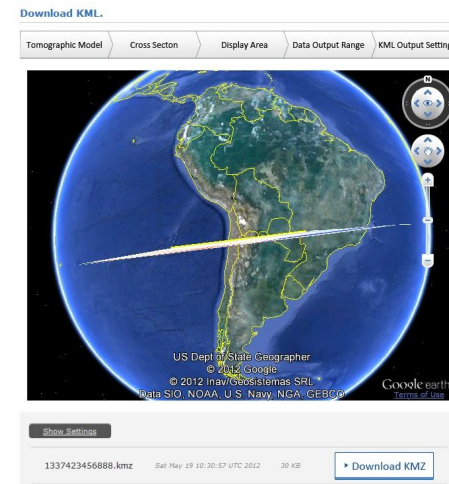 Download KML.
Tomographic Model Cross Secton Display Area Data Output Range KML Output Setting
N
US Dept of State Geographer
© 2012 Google
© 2012 Inav/Geosistemas SRL
Data SIO, NOAA, U.S. Navy, NGA, GEBCO
Google earth
Terms of Use
Show Settings
1337423456888.kmz Sat May 19 10:30:57 UTC 2012 30 KB Download KMZ